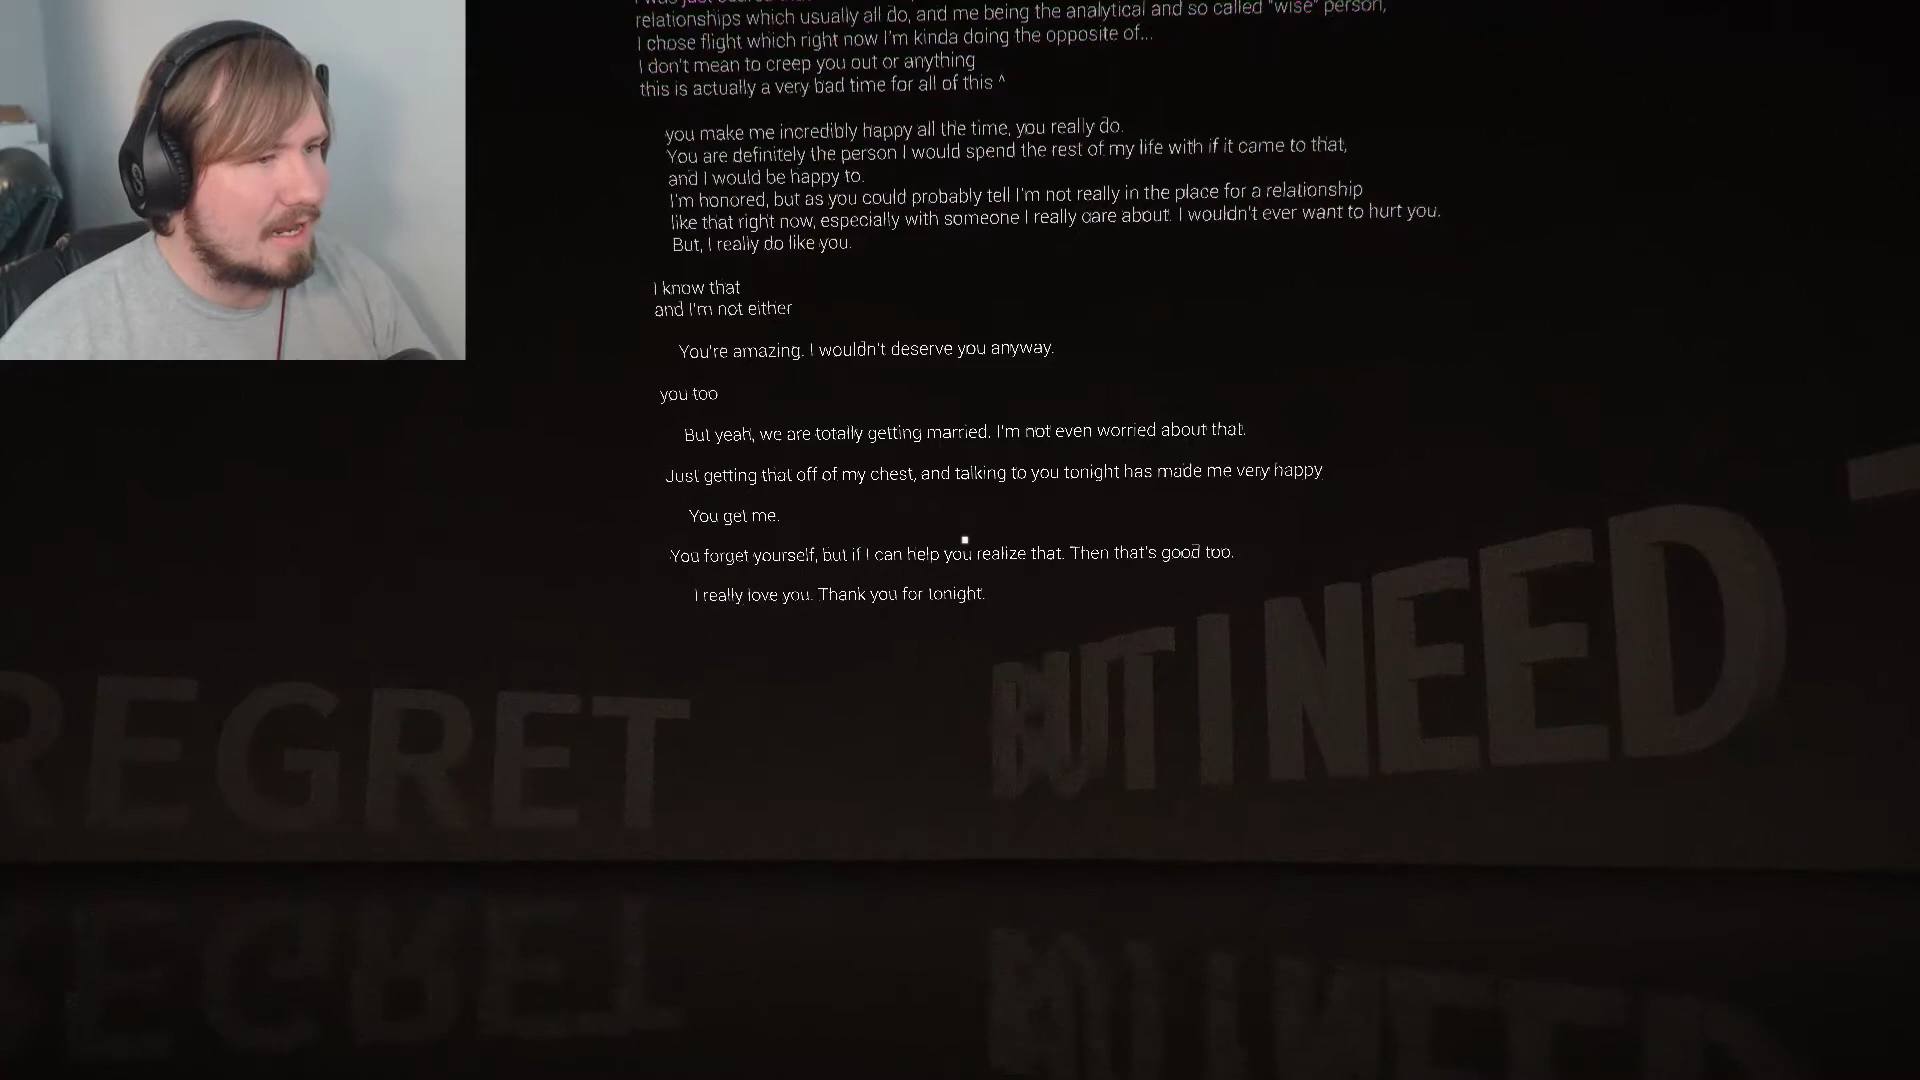 relationships which usually all do, and me being the analytical and so called "wise" person,
I chose flight which right now I'm kinda doing the opposite of...
I don't mean to creep you out or anything
this is actually a very bad time for all of this ^
you make me incredibly happy all the time, you really do.
You are definitely the person I would spend the rest of my life with if it came to that,
and I would be happy to.
I'm honored, but as you could probably tell I'm not really in the place for a relationship
like that right now, especially with someone I really care about. I wouldn't ever want to hurt you.
But, I really do like you.
I know that
and I'm not either
You're amazing. I wouldn't deserve you anyway.
you too
But yeah, we are totally getting married. I'm not even worried about that.
Just getting that off of my chest, and talking to you tonight has made me very happy
You get me.
You forget yourself, but if I can help you realize that. Then that's good too.
I really love you. Thank you for tonight.
REGRET
BUT I NEED